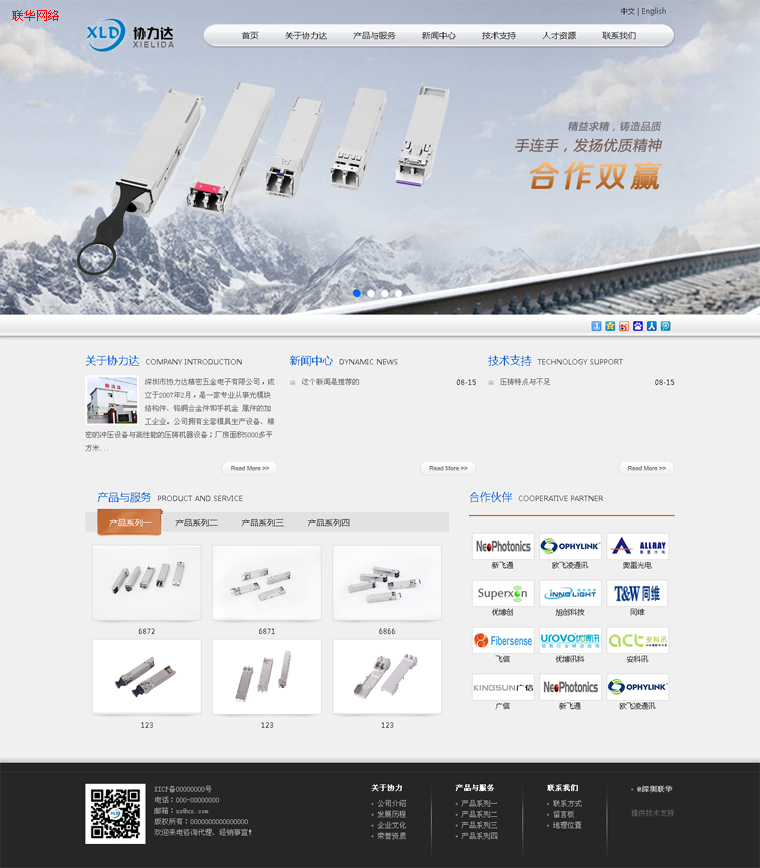 联华网络
中文 | English
XLD 协力达
XIELIDA
首页 关于协力达 产品与服务 新闻中心 技术支持 人才资源 联系我们
精益求精，铸造品质
手连手，发扬优质精神
合作双赢
关于协力达 COMPANY INTRODUCTION
深圳市协力达精密五金电子有限公司，成
立于2007年2月，是一家专业从事光模块
结构件、钨铜合金件和手机金 属件的加
工企业。公司拥有全套模具生产设备、精
密的冲压设备与高性能的压铸机器设备；厂房面积5000多平
方米...
Read More >>
新闻中心 DYNAMIC NEWS
这个新闻是推荐的 08-15
Read More >>
技术支持 TECHNOLOGY SUPPORT
压铸特点与不足 08-15
Read More >>
产品与服务 PRODUCT AND SERVICE
产品系列一 产品系列二 产品系列三 产品系列四
6872 6871 6866
123 123 123
合作伙伴 COOPERATIVE PARTNER
NeoPhotonics OPHYLINK ALLRAY
新飞通 欧飞凌通讯 奥雷光电
Superxon INNOLIGHT T&W 同维
优博创 旭创科技 同维
Fibersense UROVO 优博讯 act 安科讯
飞信 优博讯科 安科讯
KINGSUN广信 NeoPhotonics OPHYLINK
广信 新飞通 欧飞凌通讯
XICP备00000000号
电话：000-00000000
邮箱：xx@xx.com
版权所有：0000000000000000
欢迎来电咨询代理、经销事宜！
关于协力
公司介绍
发展历程
企业文化
荣誉资质
产品与服务
产品系列一
产品系列二
产品系列三
产品系列四
联系我们
联系方式
留言板
地理位置
@深圳联华
提供技术支持